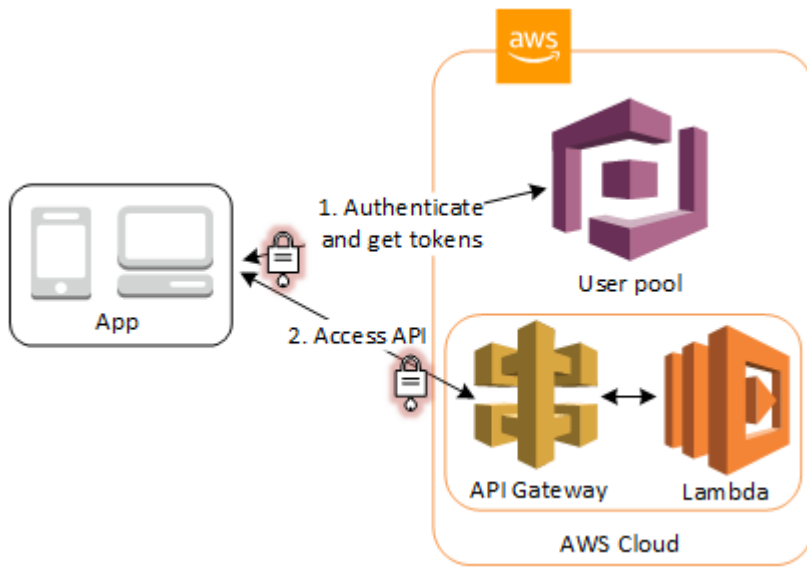 aws
1. Authenticate
and get tokens
User pool
App
2. Access API
API Gateway
Lambda
AWS Cloud